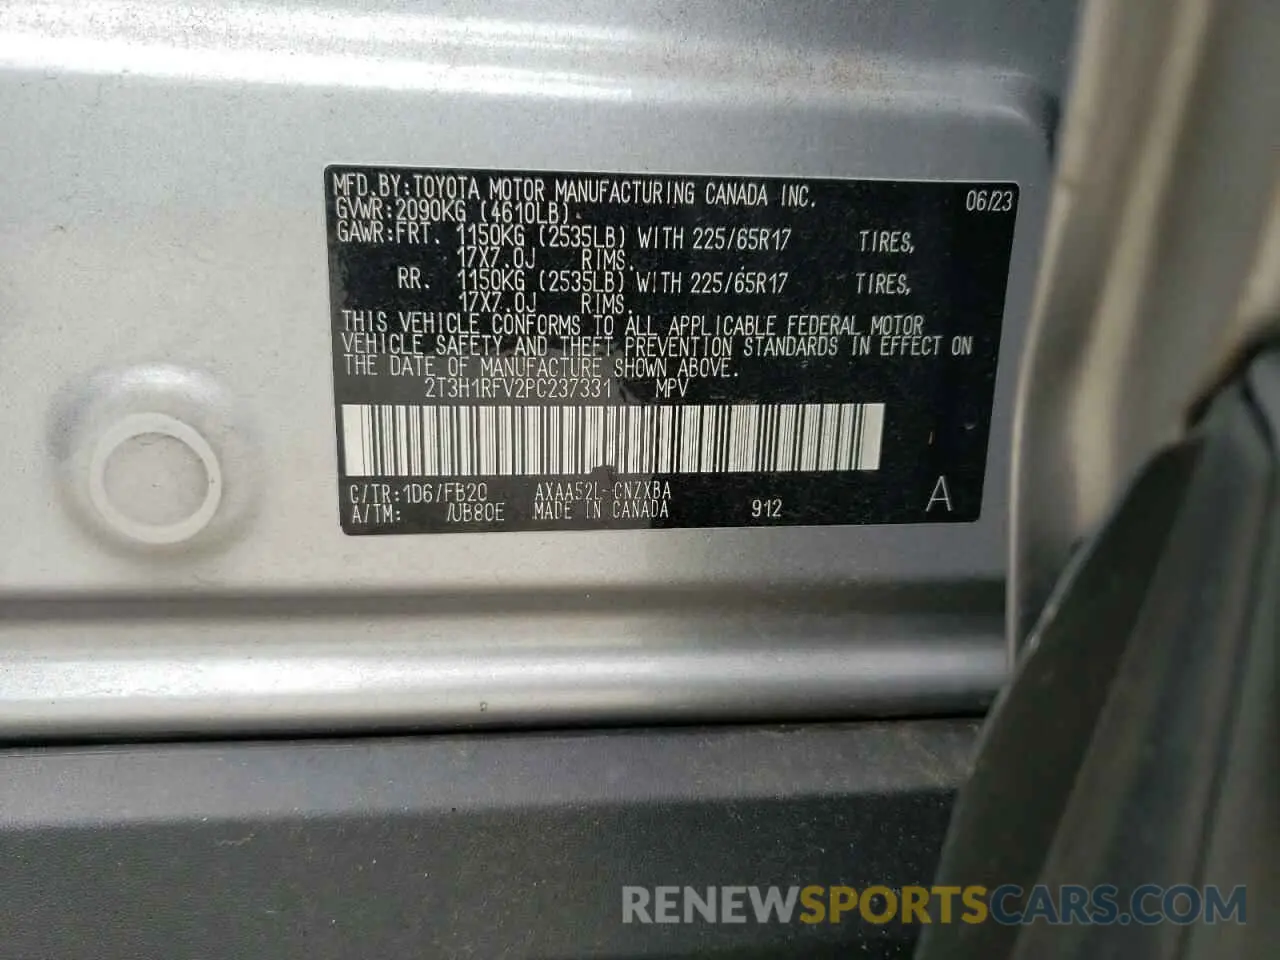 MFD.BY:TOYOTA MOTOR MANUFACTURING CANADA INC. 06/23
GVWR:2090KG (4610LB)
GAWR:FRT. 1150KG (2535LB) WITH 225/65R17 TIRES,
17X7.0J RIMS.
RR. 1150KG (2535LB) WITH 225/65R17 TIRES,
17X7.0J RIMS.
THIS VEHICLE CONFORMS TO ALL APPLICABLE FEDERAL MOTOR
VEHICLE SAFETY AND THEFT PREVENTION STANDARDS IN EFFECT ON
THE DATE OF MANUFACTURE SHOWN ABOVE.
2T3H1RFV2PC237331 MPV
C/TR:1D6/FB20 AXAA52L-CNZXBA
A/TM: /UB80E MADE IN CANADA 912 A
RENEWSPORTSCARS.COM